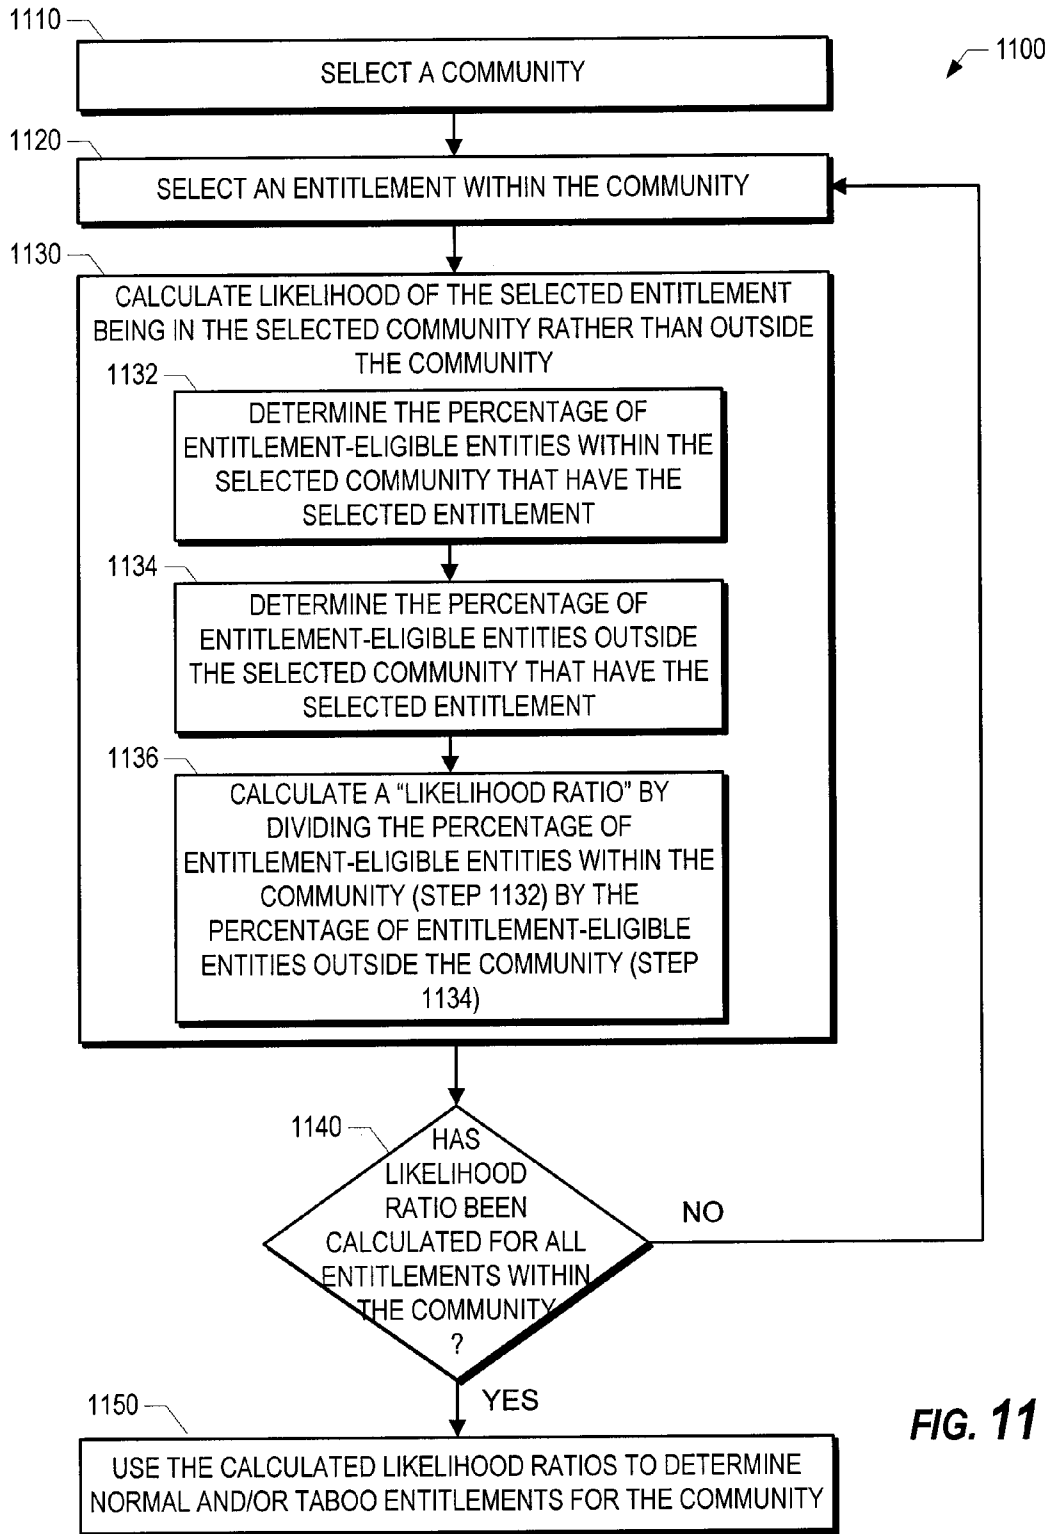 1110
SELECT A COMMUNITY
1100
1120
SELECT AN ENTITLEMENT WITHIN THE COMMUNITY
1130
CALCULATE LIKELIHOOD OF THE SELECTED ENTITLEMENT
BEING IN THE SELECTED COMMUNITY RATHER THAN OUTSIDE
THE COMMUNITY
1132
DETERMINE THE PERCENTAGE OF
ENTITLEMENT-ELIGIBLE ENTITIES WITHIN THE
SELECTED COMMUNITY THAT HAVE THE
SELECTED ENTITLEMENT
1134
DETERMINE THE PERCENTAGE OF
ENTITLEMENT-ELIGIBLE ENTITIES OUTSIDE
THE SELECTED COMMUNITY THAT HAVE THE
SELECTED ENTITLEMENT
1136
CALCULATE A “LIKELIHOOD RATIO” BY
DIVIDING THE PERCENTAGE OF
ENTITLEMENT-ELIGIBLE ENTITIES WITHIN THE
COMMUNITY (STEP 1132) BY THE
PERCENTAGE OF ENTITLEMENT-ELIGIBLE
ENTITIES OUTSIDE THE COMMUNITY (STEP
1134)
1140
HAS
LIKELIHOOD
RATIO BEEN
CALCULATED FOR ALL
ENTITLEMENTS WITHIN
THE COMMUNITY
?
NO
YES
1150
USE THE CALCULATED LIKELIHOOD RATIOS TO DETERMINE
NORMAL AND/OR TABOO ENTITLEMENTS FOR THE COMMUNITY
FIG. 11